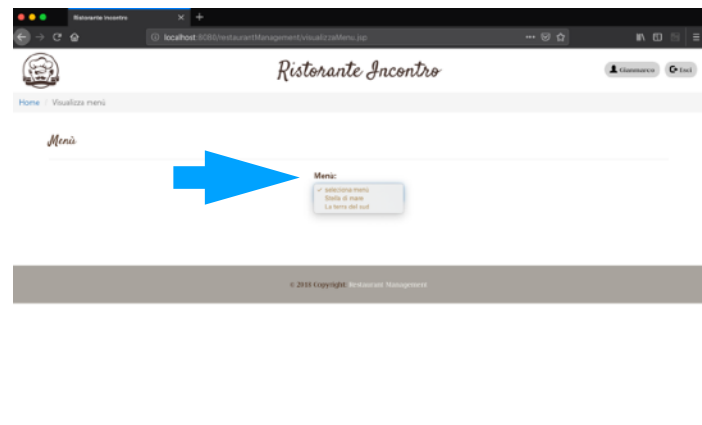 Ristorante Incontro
localhost:8080/restaurantManagement/visualizzaMenu.jsp
Ristorante Incontro
Gianmarco
Esci
Home / Visualizza menù
Menù
Menù:
✓ seleziona menù
Stella di mare
La terra del sud
© 2018 Copyright: Restaurant Management